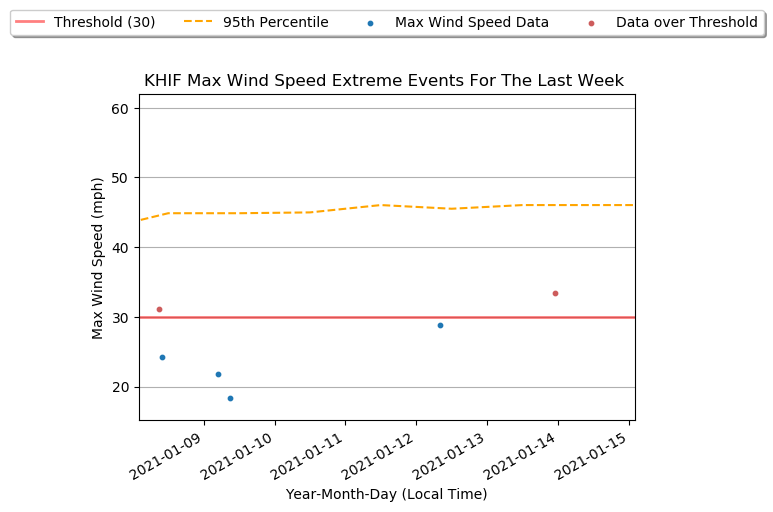 Threshold (30) 95th Percentile Max Wind Speed Data Data over Threshold
KHIF Max Wind Speed Extreme Events For The Last Week
60
50
40
30
20
Max Wind Speed (mph)
2021-01-09 2021-01-10 2021-01-11 2021-01-12 2021-01-13 2021-01-14 2021-01-15
Year-Month-Day (Local Time)